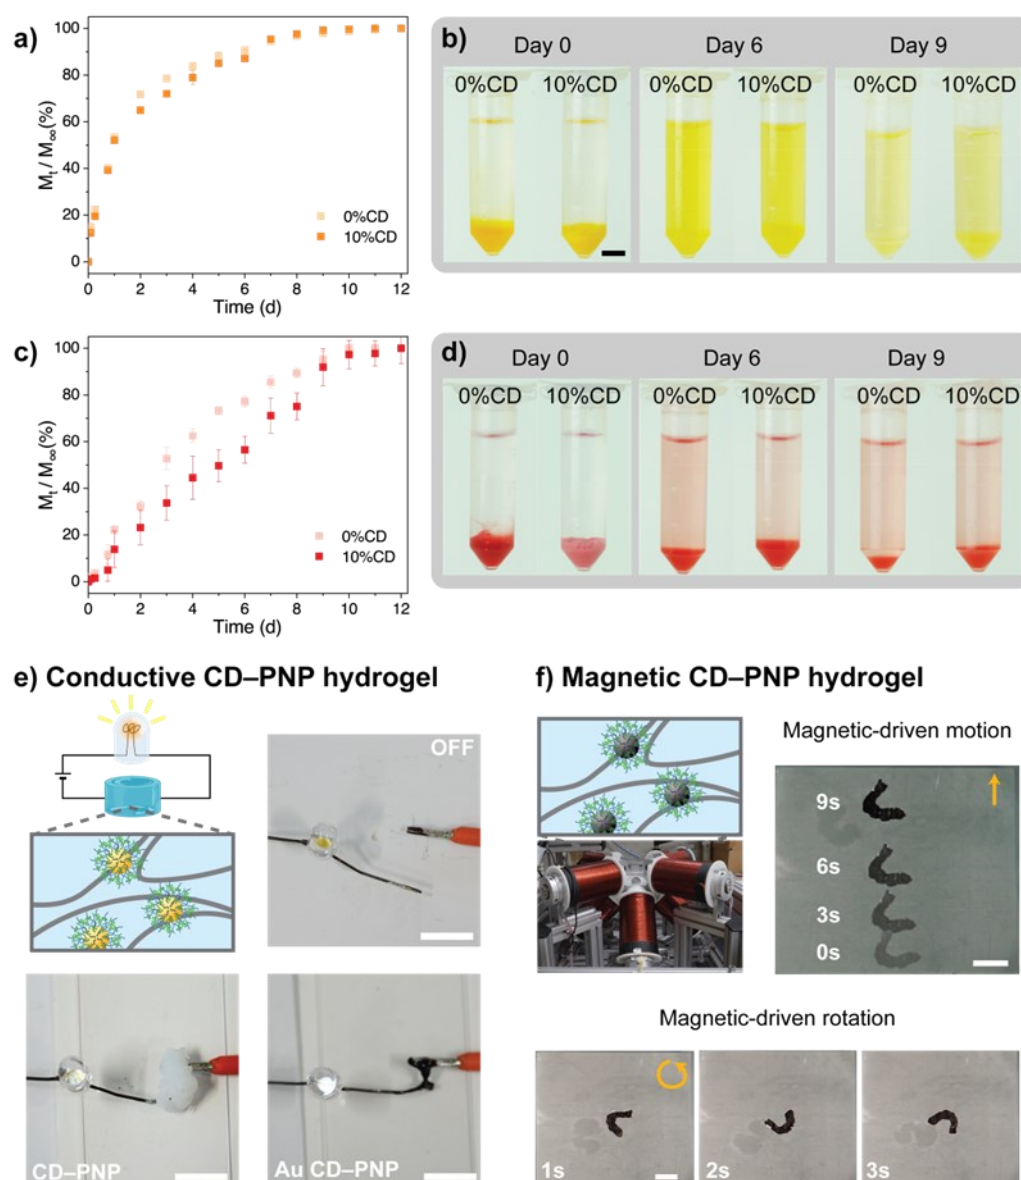 a)
100
80
60
40
20
0
Mt / M∞(%)
0%CD
10%CD
0 2 4 6 8 10 12
Time (d)
b)
Day 0 Day 6 Day 9
0%CD 10%CD 0%CD 10%CD 0%CD 10%CD
c)
100
80
60
40
20
0
Mt / M∞(%)
0%CD
10%CD
0 2 4 6 8 10 12
Time (d)
d)
Day 0 Day 6 Day 9
0%CD 10%CD 0%CD 10%CD 0%CD 10%CD
e) Conductive CD–PNP hydrogel
OFF
CD–PNP
Au CD–PNP
f) Magnetic CD–PNP hydrogel
Magnetic-driven motion
9s
6s
3s
0s
Magnetic-driven rotation
1s
2s
3s